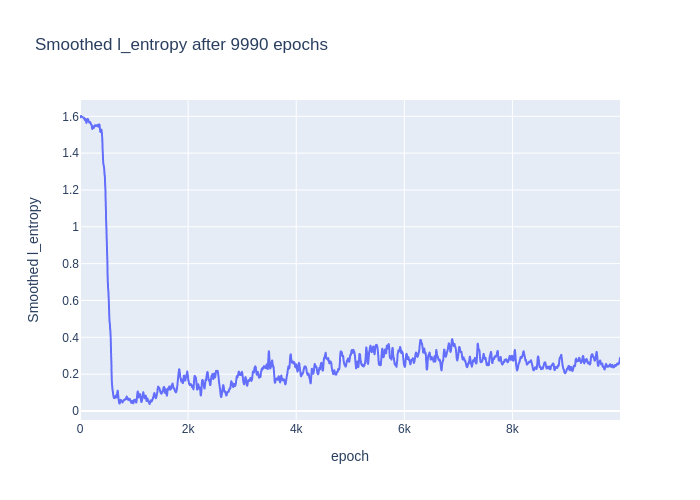 Smoothed l_entropy after 9990 epochs
1.6
1.4
1.2
1
0.8
0.6
0.4
0.2
0
Smoothed l_entropy
0
2k
4k
6k
8k
epoch